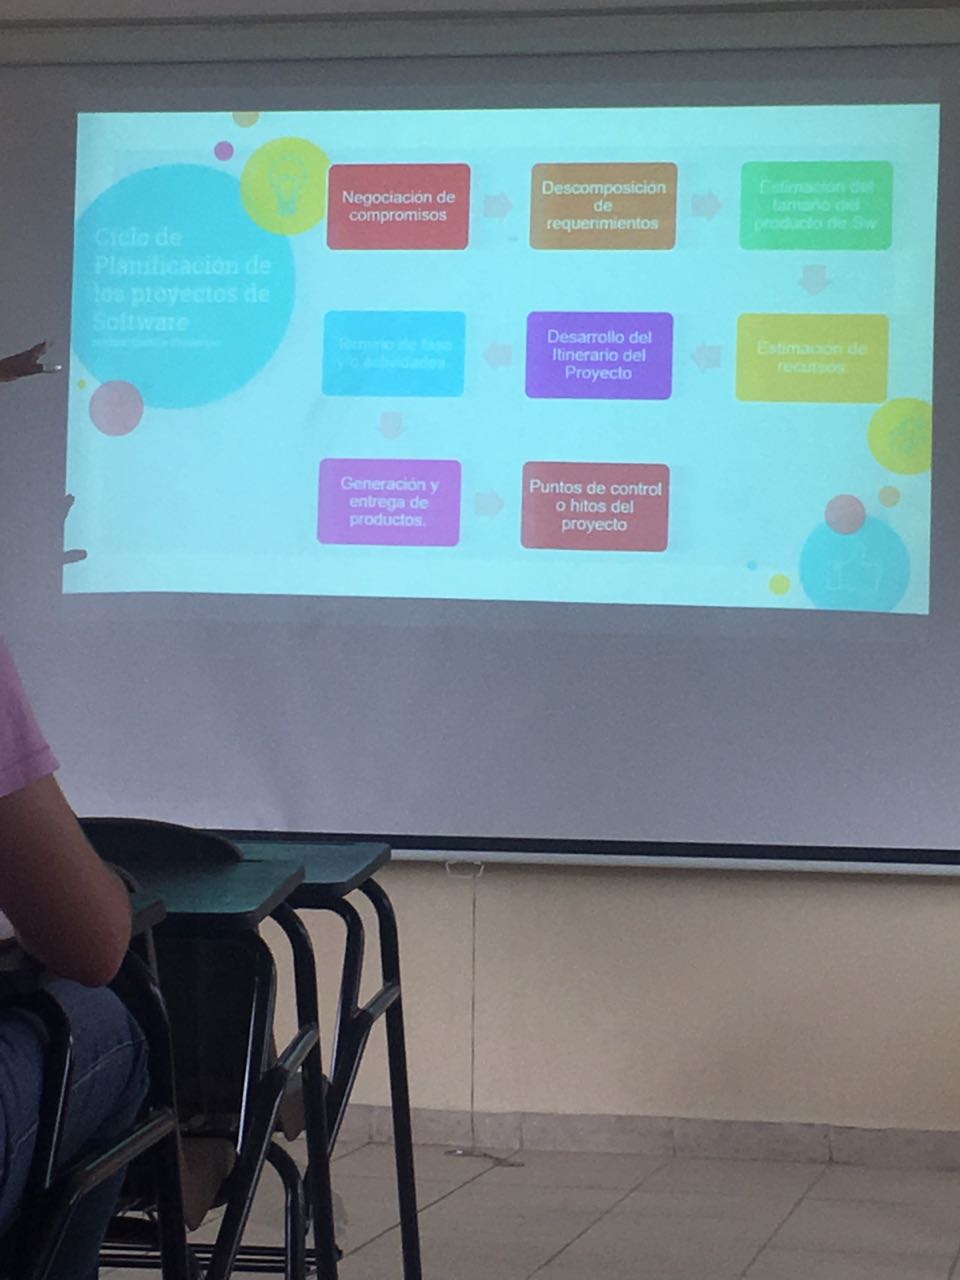 Ciclo de
Planificación de
los proyectos de
Software
Negociación de
compromisos
Descomposición
de
requerimientos
Estimación del
tamaño del
producto de Sw
Estimación de
recursos
Desarrollo del
Itinerario del
Proyecto
Término de fase
y/o actividades
Generación y
entrega de
productos.
Puntos de control
o hitos del
proyecto